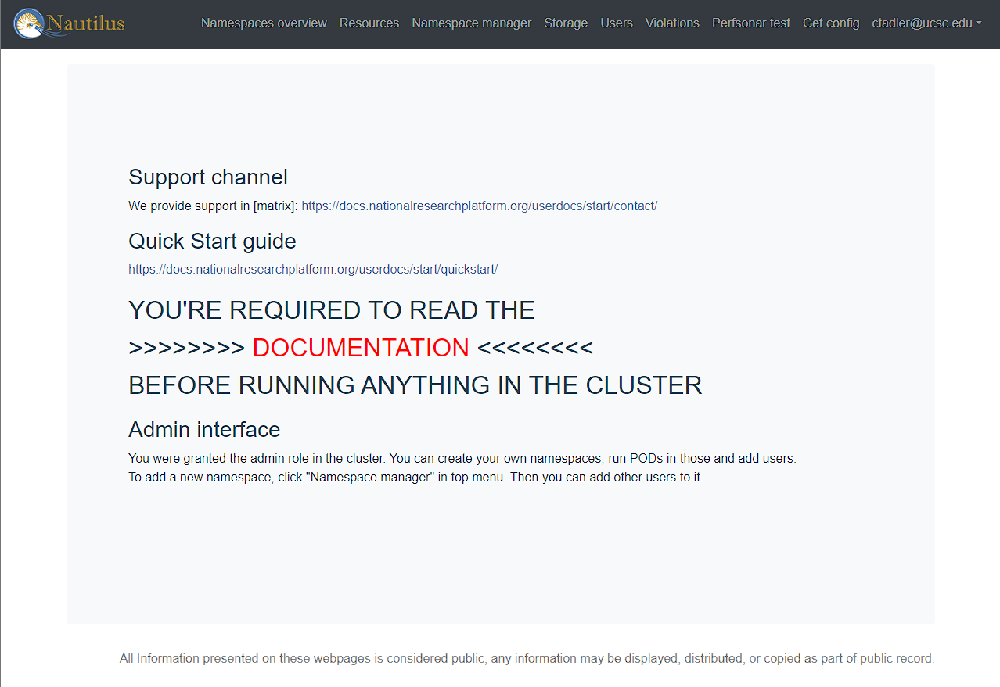 Nautilus
Namespaces overview Resources Namespace manager Storage Users Violations Perfsonar test Get config ctadler@ucsc.edu
Support channel
We provide support in [matrix]: https://docs.nationalresearchplatform.org/userdocs/start/contact/
Quick Start guide
https://docs.nationalresearchplatform.org/userdocs/start/quickstart/
YOU'RE REQUIRED TO READ THE
>>>>>>>> DOCUMENTATION <<<<<<<<
BEFORE RUNNING ANYTHING IN THE CLUSTER
Admin interface
You were granted the admin role in the cluster. You can create your own namespaces, run PODs in those and add users.
To add a new namespace, click "Namespace manager" in top menu. Then you can add other users to it.
All Information presented on these webpages is considered public, any information may be displayed, distributed, or copied as part of public record.